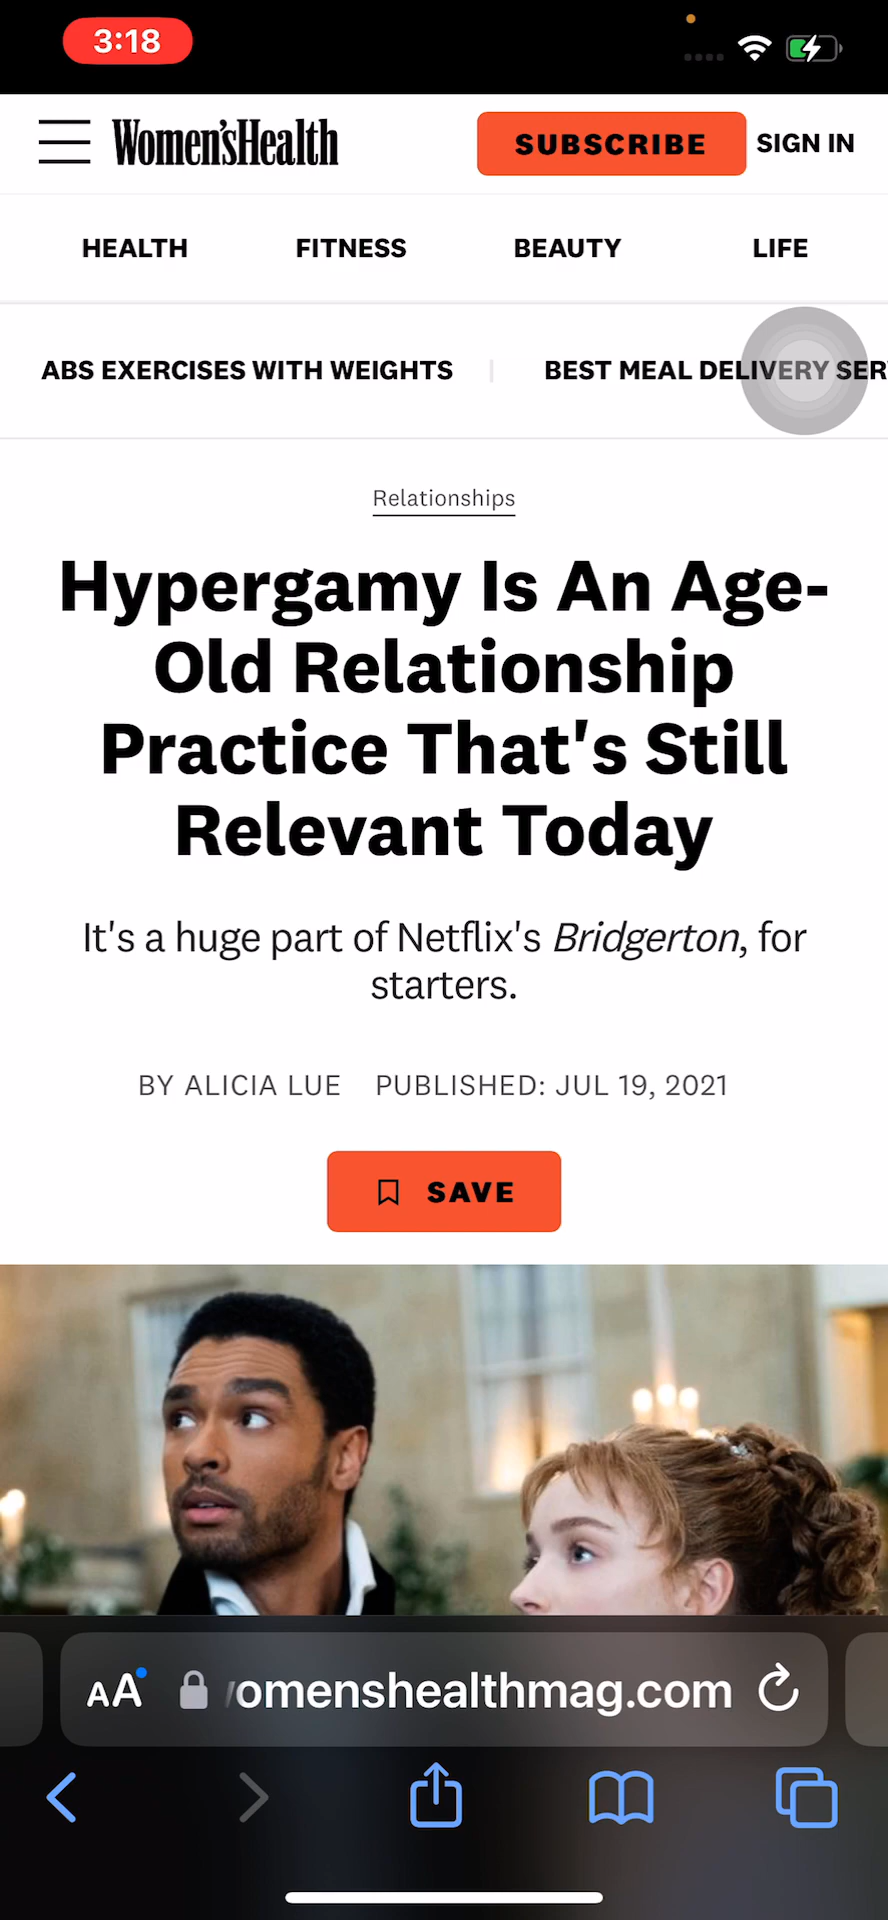 3:18
Women'sHealth
SUBSCRIBE
SIGN IN
HEALTH
FITNESS
BEAUTY
LIFE
ABS EXERCISES WITH WEIGHTS
BEST MEAL DELIVERY SER
Relationships
Hypergamy Is An Age-
Old Relationship
Practice That's Still
Relevant Today
It's a huge part of Netflix's Bridgerton, for
starters.
BY ALICIA LUE PUBLISHED: JUL 19, 2021
SAVE
AA omenshealthmag.com